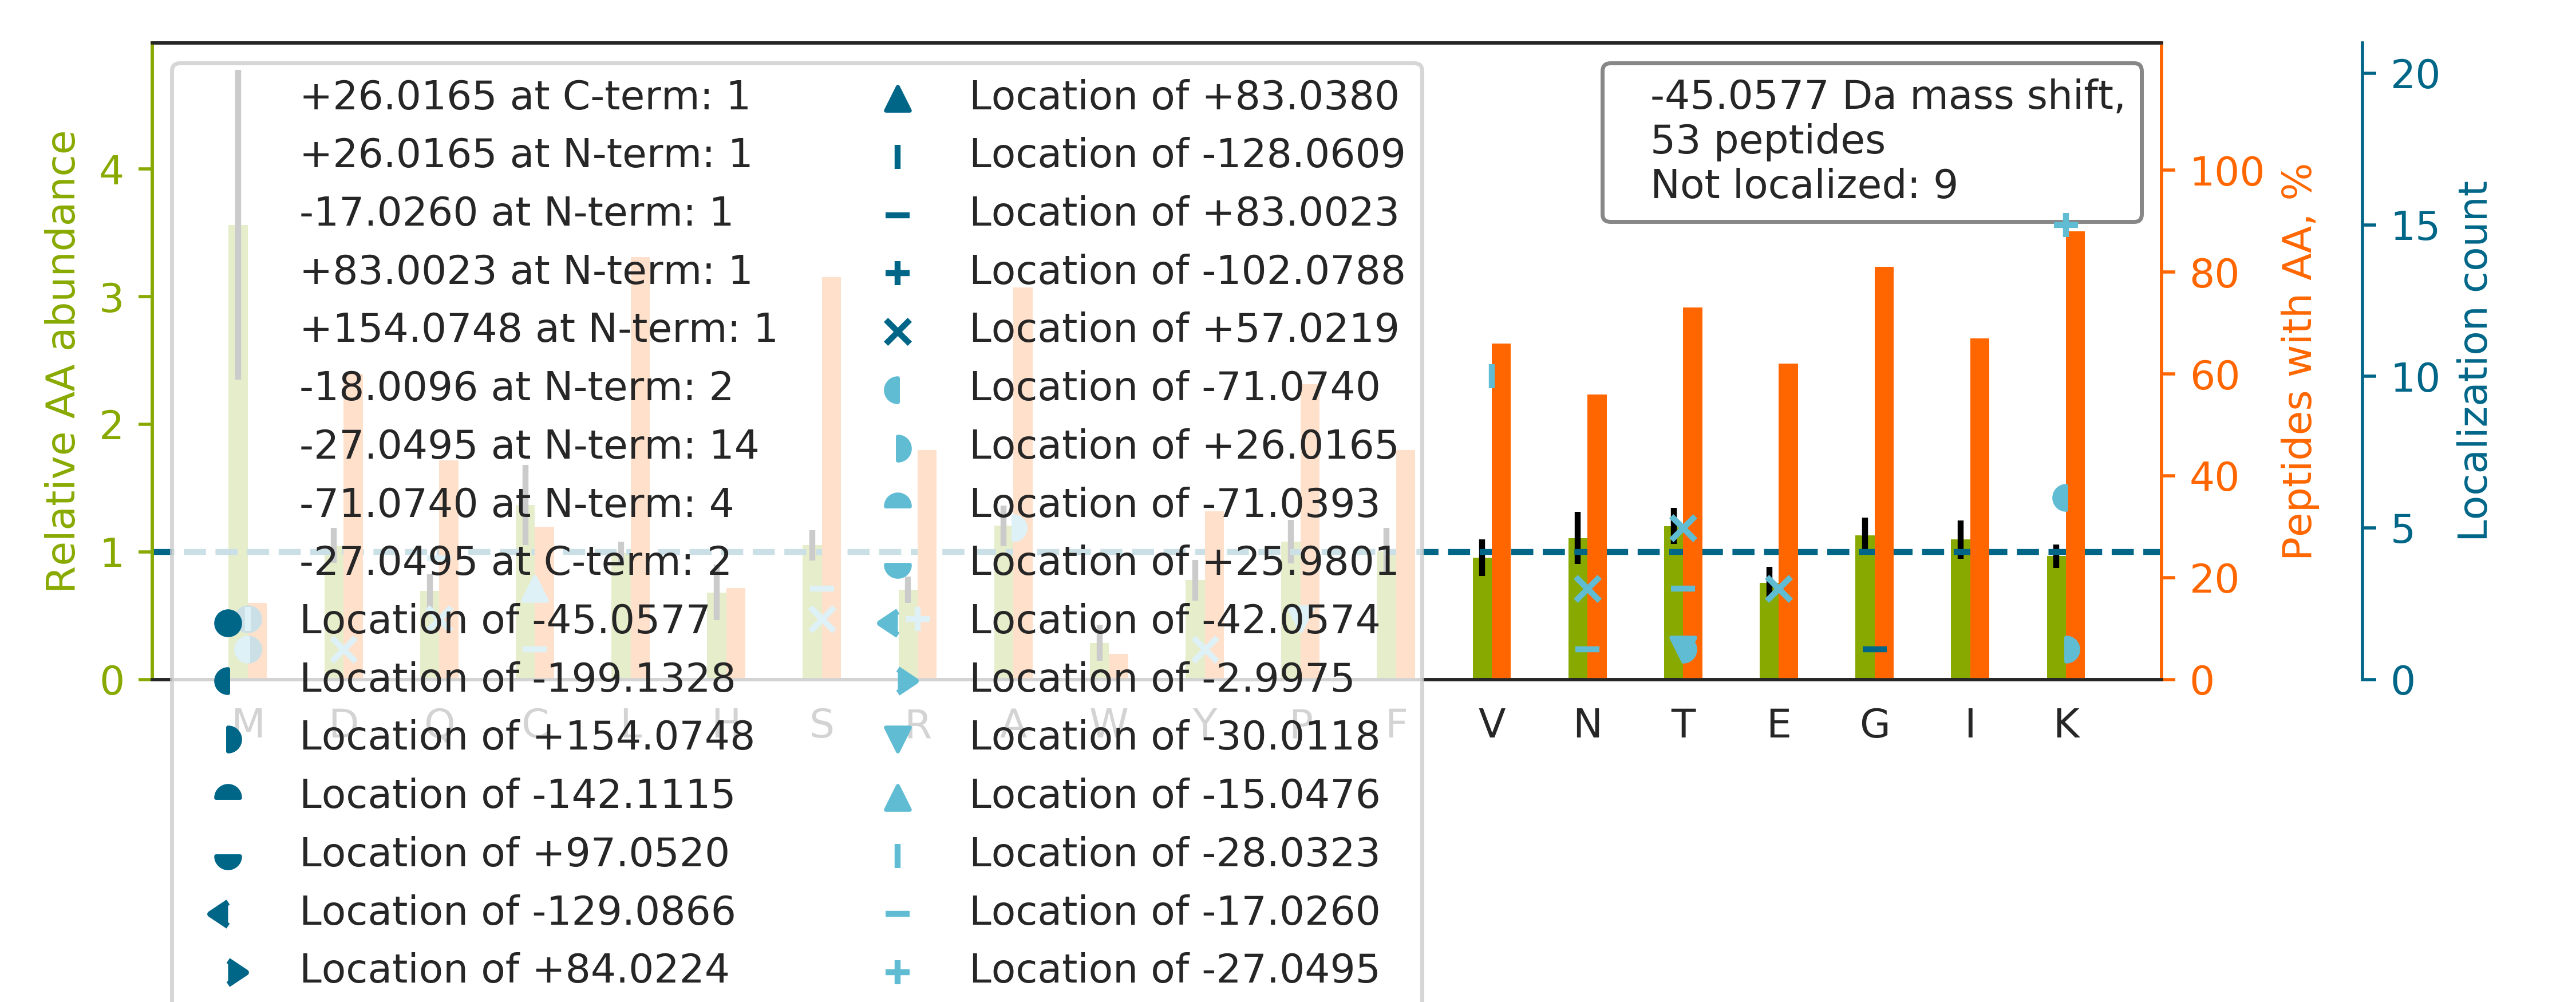 +26.0165 at C-term: 1
+26.0165 at N-term: 1
-17.0260 at N-term: 1
+83.0023 at N-term: 1
+154.0748 at N-term: 1
-18.0096 at N-term: 2
-27.0495 at N-term: 14
-71.0740 at N-term: 4
-27.0495 at C-term: 2
Location of -45.0577
Location of -199.1328
Location of +154.0748
Location of -142.1115
Location of +97.0520
Location of -129.0866
Location of +84.0224
Location of +83.0380
Location of -128.0609
Location of +83.0023
Location of -102.0788
Location of +57.0219
Location of -71.0740
Location of +26.0165
Location of -71.0393
Location of +25.9801
Location of -42.0574
Location of -2.9975
Location of -30.0118
Location of -15.0476
Location of -28.0323
Location of -17.0260
Location of -27.0495
-45.0577 Da mass shift,
53 peptides
Not localized: 9
Relative AA abundance
4
3
2
1
0
M D Q C L H S R A W Y P F V N T E G I K
100
80
60
40
20
0
Peptides with AA, %
20
15
10
5
0
Localization count